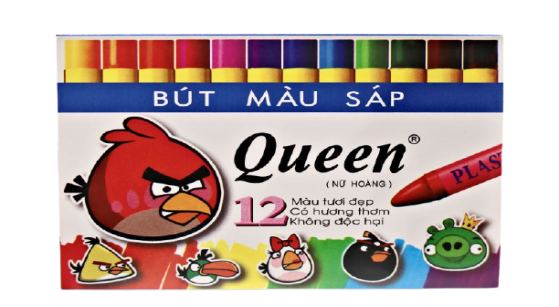 BÚT MÀU SÁP
Queen®
(NỮ HOÀNG)
12
Màu tươi đẹp
Có hương thơm
Không độc hại
PLAS